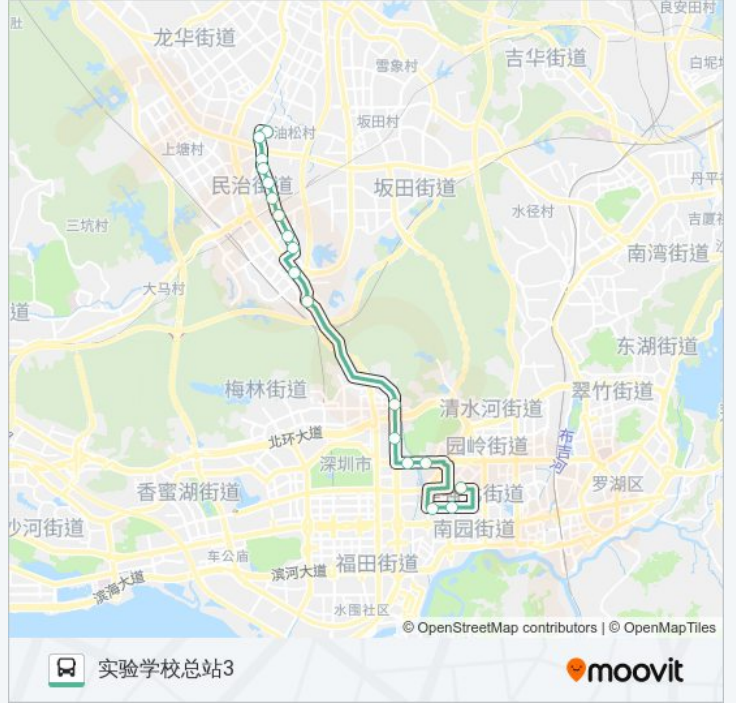 肚
龙华街道
良安田村
吉华街道
雪象村
白坭坑
坂田村
油松村
上塘村
民治街道
坂田街道
丹平
水径村
吉厦
三坑村
南湾街道
大马村
道
东湖街道
梅林街道
翠竹街道
清水河街道
北环大道
园岭街道
布吉河
深圳市
罗湖区
香蜜湖街道
街道
沙河街道
南园街道
车公庙
福田街道
滨河大道
滨海大道
水围社区
© OpenStreetMap contributors | © OpenMapTiles
实验学校总站3
moovit